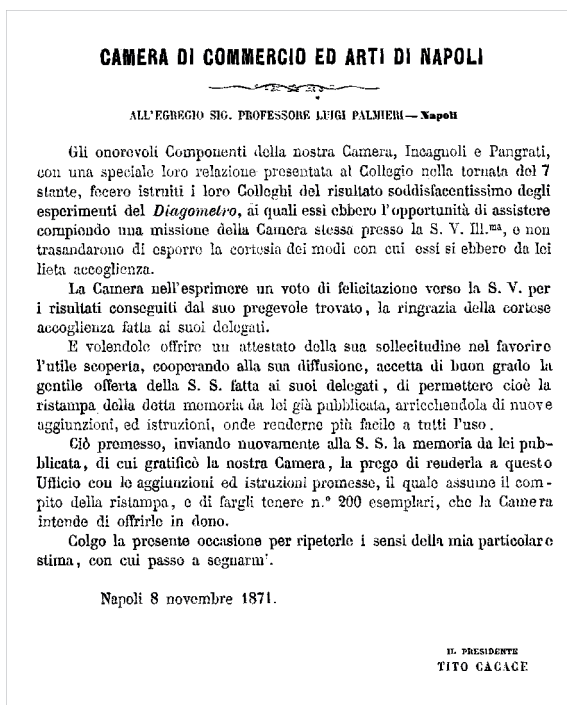 CAMERA DI COMMERCIO ED ARTI DI NAPOLI
ALL'EGREGIO SIG. PROFESSORE LUIGI PALMIERI—Napoli
Gli onorevoli Componenti della nostra Camera, Incagnoli e Pangrati,
con una speciale loro relazione presentata al Collegio nella tornata del 7
stante, fecero istruiti i loro Colleghi del risultato soddisfacentissimo degli
esperimenti del Diagometro, ai quali essi ebbero l'opportunità di assistere
compiendo una missione della Camera stessa presso la S. V. Ill.ma, e non
trasandarono di esporre la cortesia dei modi con cui essi si ebbero da lei
lieta accoglienza.
La Camera nell'esprimere un voto di felicitazione verso la S. V. per
i risultati conseguiti dal suo pregevole trovato, la ringrazia della cortese
accoglienza fatta ai suoi delegati.
E volendole offrire un attestato della sua sollecitudine nel favorire
l'utile scoperta, cooperando alla sua diffusione, accetta di buon grado la
gentile offerta della S. S. fatta ai suoi delegati, di permettere cioè la
ristampa della detta memoria da lei già pubblicata, arricchendola di nuove
aggiunzioni, ed istruzioni, onde renderne più facile a tutti l'uso.
Ciò premesso, inviando nuovamente alla S. S. la memoria da lei pub-
blicata, di cui gratificò la nostra Camera, la prego di renderla a questo
Ufficio con le aggiunzioni ed istruzioni promesse, il quale assume il com-
pito della ristampa, e di fargli tenere n.° 200 esemplari, che la Camera
intende di offrirle in dono.
Colgo la presente occasione per ripeterle i sensi della mia particolare
stima, con cui passo a segnarm'.
Napoli 8 novembre 1871.
IL PRESIDENTE
TITO CACACE